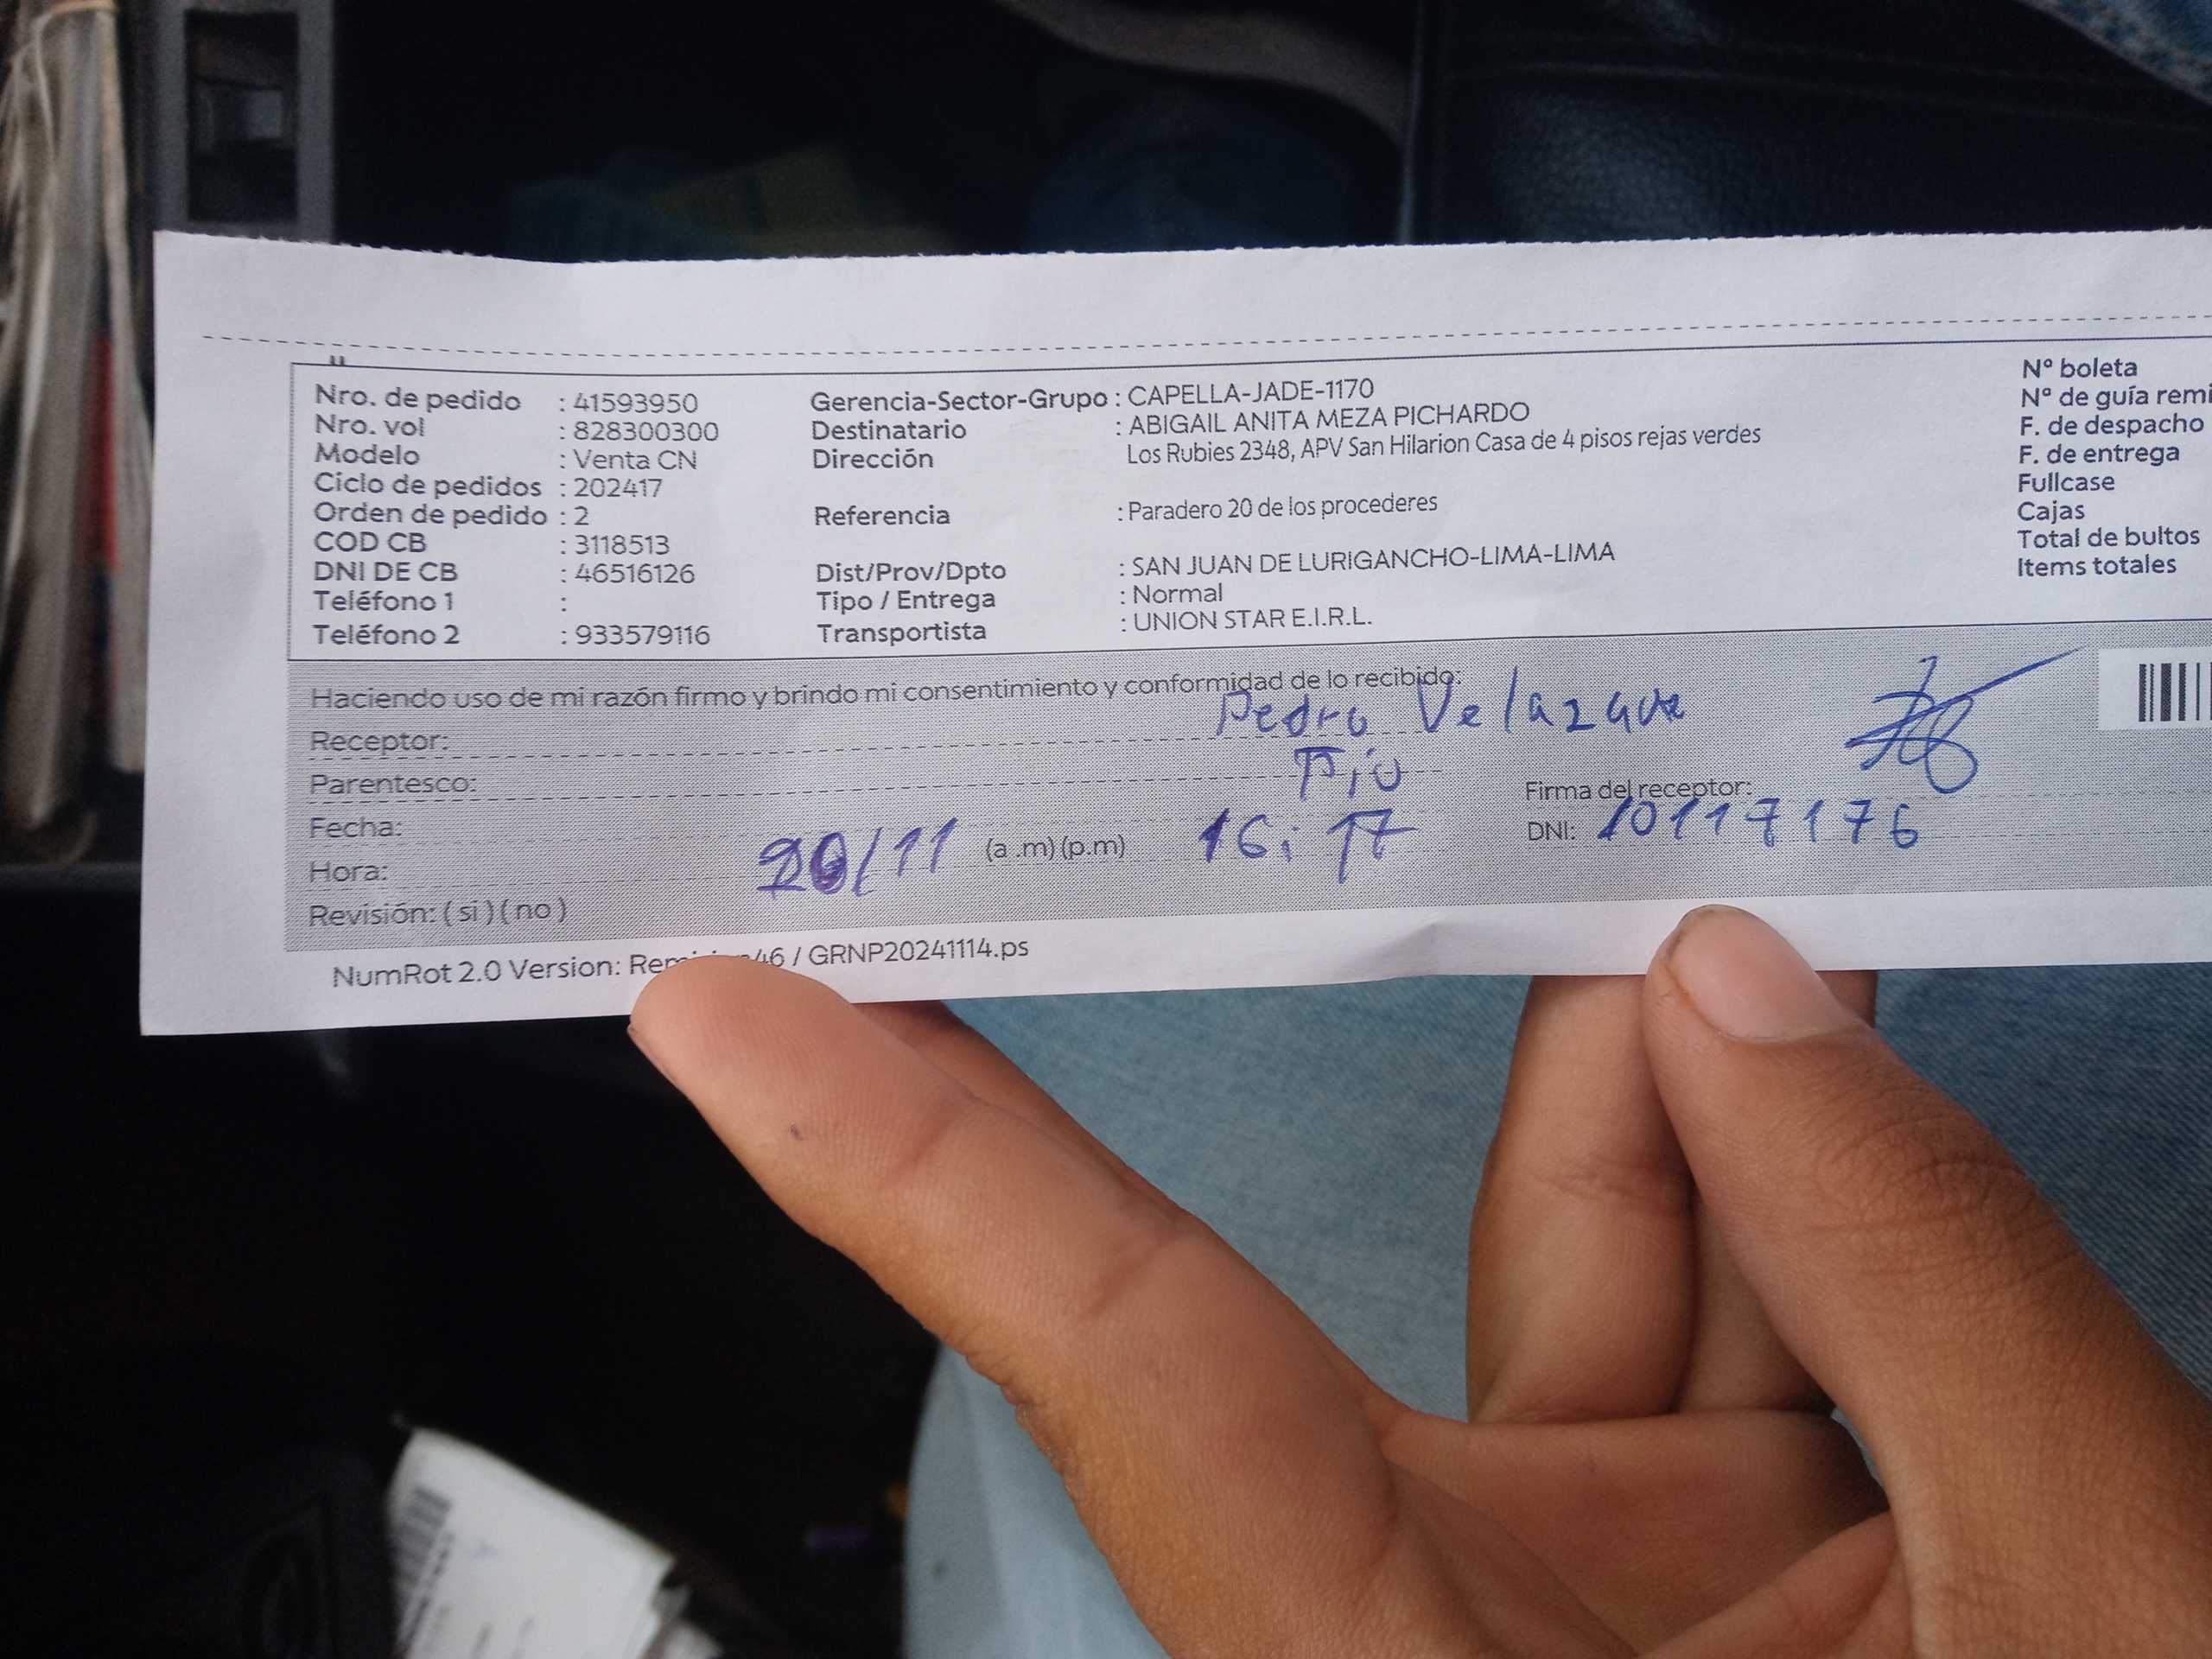 Nro. de pedido : 41593950
Nro. vol : 828300300
Modelo : Venta CN
Ciclo de pedidos : 202417
Orden de pedido : 2
COD CB : 3118513
DNI DE CB : 46516126
Teléfono 1 :
Teléfono 2 : 933579116
Gerencia-Sector-Grupo : CAPELLA-JADE-1170
Destinatario : ABIGAIL ANITA MEZA PICHARDO
Dirección Los Rubies 2348, APV San Hilarion Casa de 4 pisos rejas verdes
Referencia : Paradero 20 de los procederes
Dist/Prov/Dpto : SAN JUAN DE LURIGANCHO-LIMA-LIMA
Tipo / Entrega : Normal
Transportista : UNION STAR E.I.R.L.
Nº boleta
Nº de guía remi
F. de despacho
F. de entrega
Fullcase
Cajas
Total de bultos
Items totales
Haciendo uso de mi razón firmo y brindo mi consentimiento y conformidad de lo recibido:
Receptor: Pedro Velazque
Parentesco: Tio
Firma del receptor:
Fecha:
DNI: 10117176
Hora: 20/11 (a .m) (p.m) 16:17
Revisión: ( si ) ( no )
NumRot 2.0 Version: 46 / GRNP20241114.ps